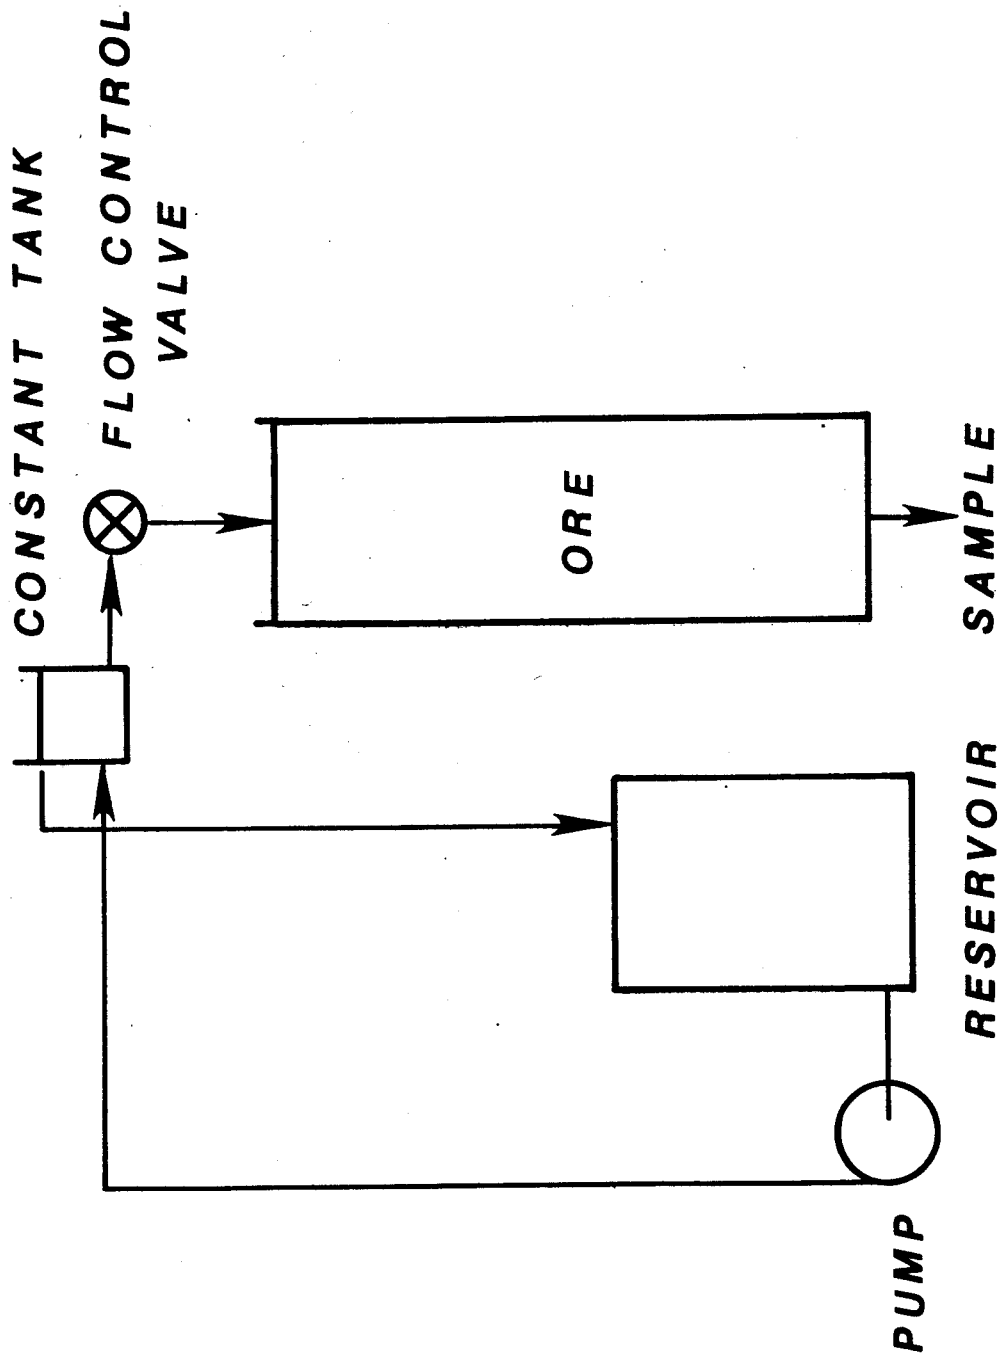 CONSTANT TANK
FLOW CONTROL
VALVE
ORE
PUMP
RESERVOIR
SAMPLE